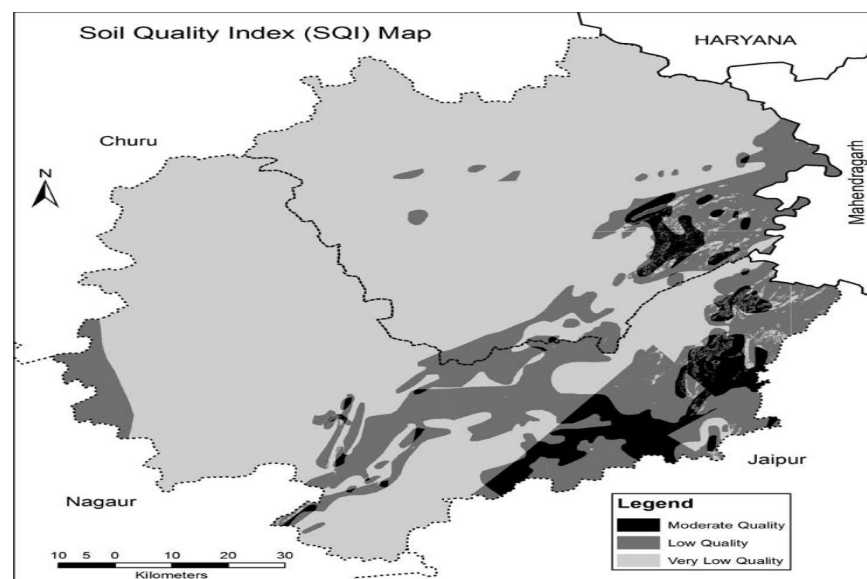 Soil Quality Index (SQI) Map
HARYANA
Churu
N
Mahendragarh
Jaipur
Nagaur
Legend
Moderate Quality
Low Quality
Very Low Quality
10 5 0 10 20 30
Kilometers